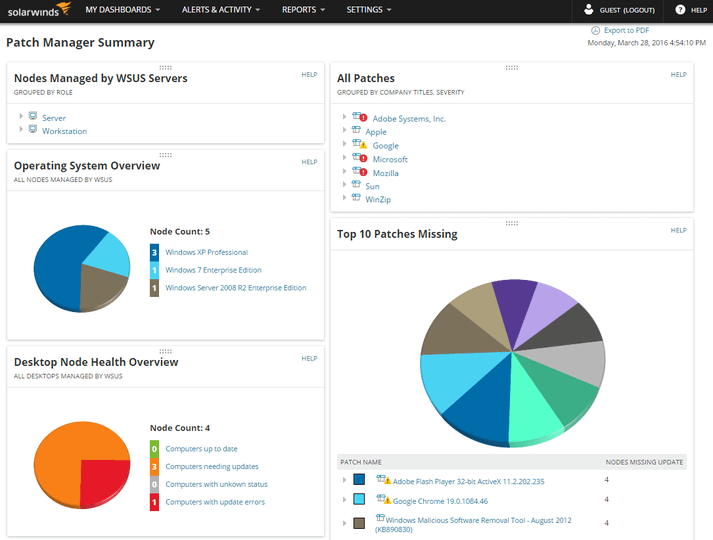 solarwinds
MY DASHBOARDS
ALERTS & ACTIVITY
REPORTS
SETTINGS
GUEST (LOGOUT)
? HELP
Export to PDF
Monday, March 28, 2016 4:54:10 PM
Patch Manager Summary
Nodes Managed by WSUS Servers
HELP
GROUPED BY ROLE
Server
Workstation
Operating System Overview
HELP
ALL NODES MANAGED BY WSUS
Node Count: 5
3 Windows XP Professional
1 Windows 7 Enterprise Edition
1 Windows Server 2008 R2 Enterprise Edition
Desktop Node Health Overview
HELP
ALL DESKTOPS MANAGED BY WSUS
Node Count: 4
0 Computers up to date
3 Computers needing updates
0 Computers with unkown status
1 Computers with update errors
All Patches
HELP
GROUPED BY COMPANY TITLES, SEVERITY
Adobe Systems, Inc.
Apple
Google
Microsoft
Mozilla
Sun
WinZip
Top 10 Patches Missing
HELP
PATCH NAME
NODES MISSING UPDATE
Adobe Flash Player 32-bit ActiveX 11.2.202.235
4
Google Chrome 19.0.1084.46
4
Windows Malicious Software Removal Tool - August 2012
(KB890830)
4